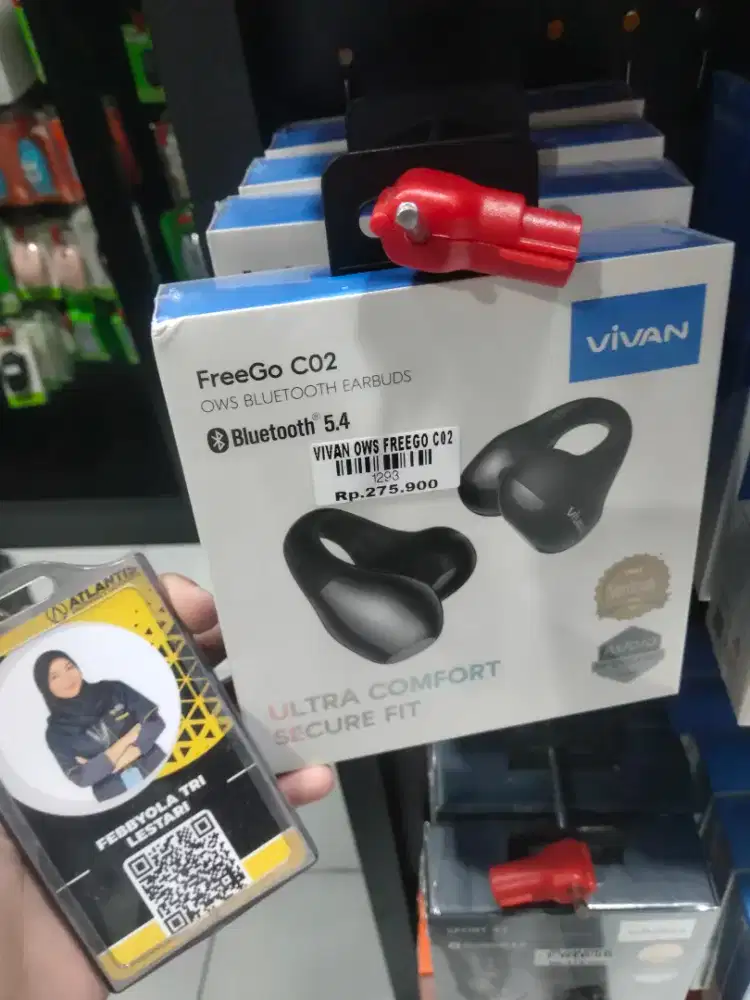 FreeGo C02
OWS BLUETOOTH EARBUDS
Bluetooth® 5.4
ViVAN
VIVAN OWS FREEGO C02
1293
Rp.275.900
ViVAN
ULTRA COMFORT
SECURE FIT
ATLANTIS
FEBBYOLA TRI
LESTARI